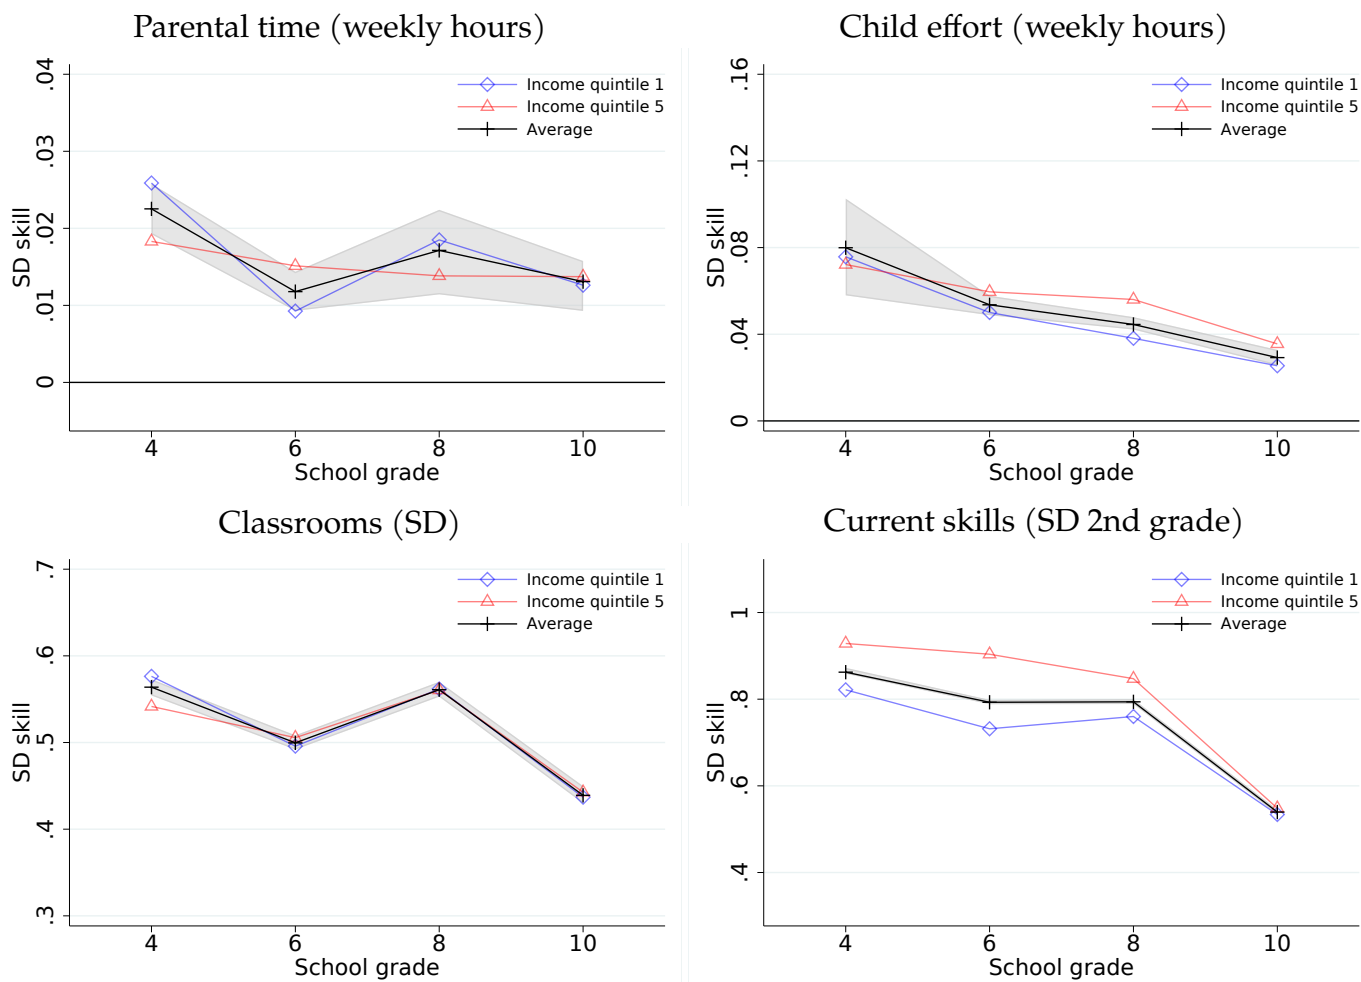 Parental time (weekly hours)
.04
.03
.02
.01
0
SD skill
Income quintile 1
Income quintile 5
Average
4 6 8 10
School grade
Child effort (weekly hours)
.16
.12
.08
.04
0
SD skill
Income quintile 1
Income quintile 5
Average
4 6 8 10
School grade
Classrooms (SD)
.7
.6
.5
.4
.3
SD skill
Income quintile 1
Income quintile 5
Average
4 6 8 10
School grade
Current skills (SD 2nd grade)
1
.8
.6
.4
SD skill
Income quintile 1
Income quintile 5
Average
4 6 8 10
School grade